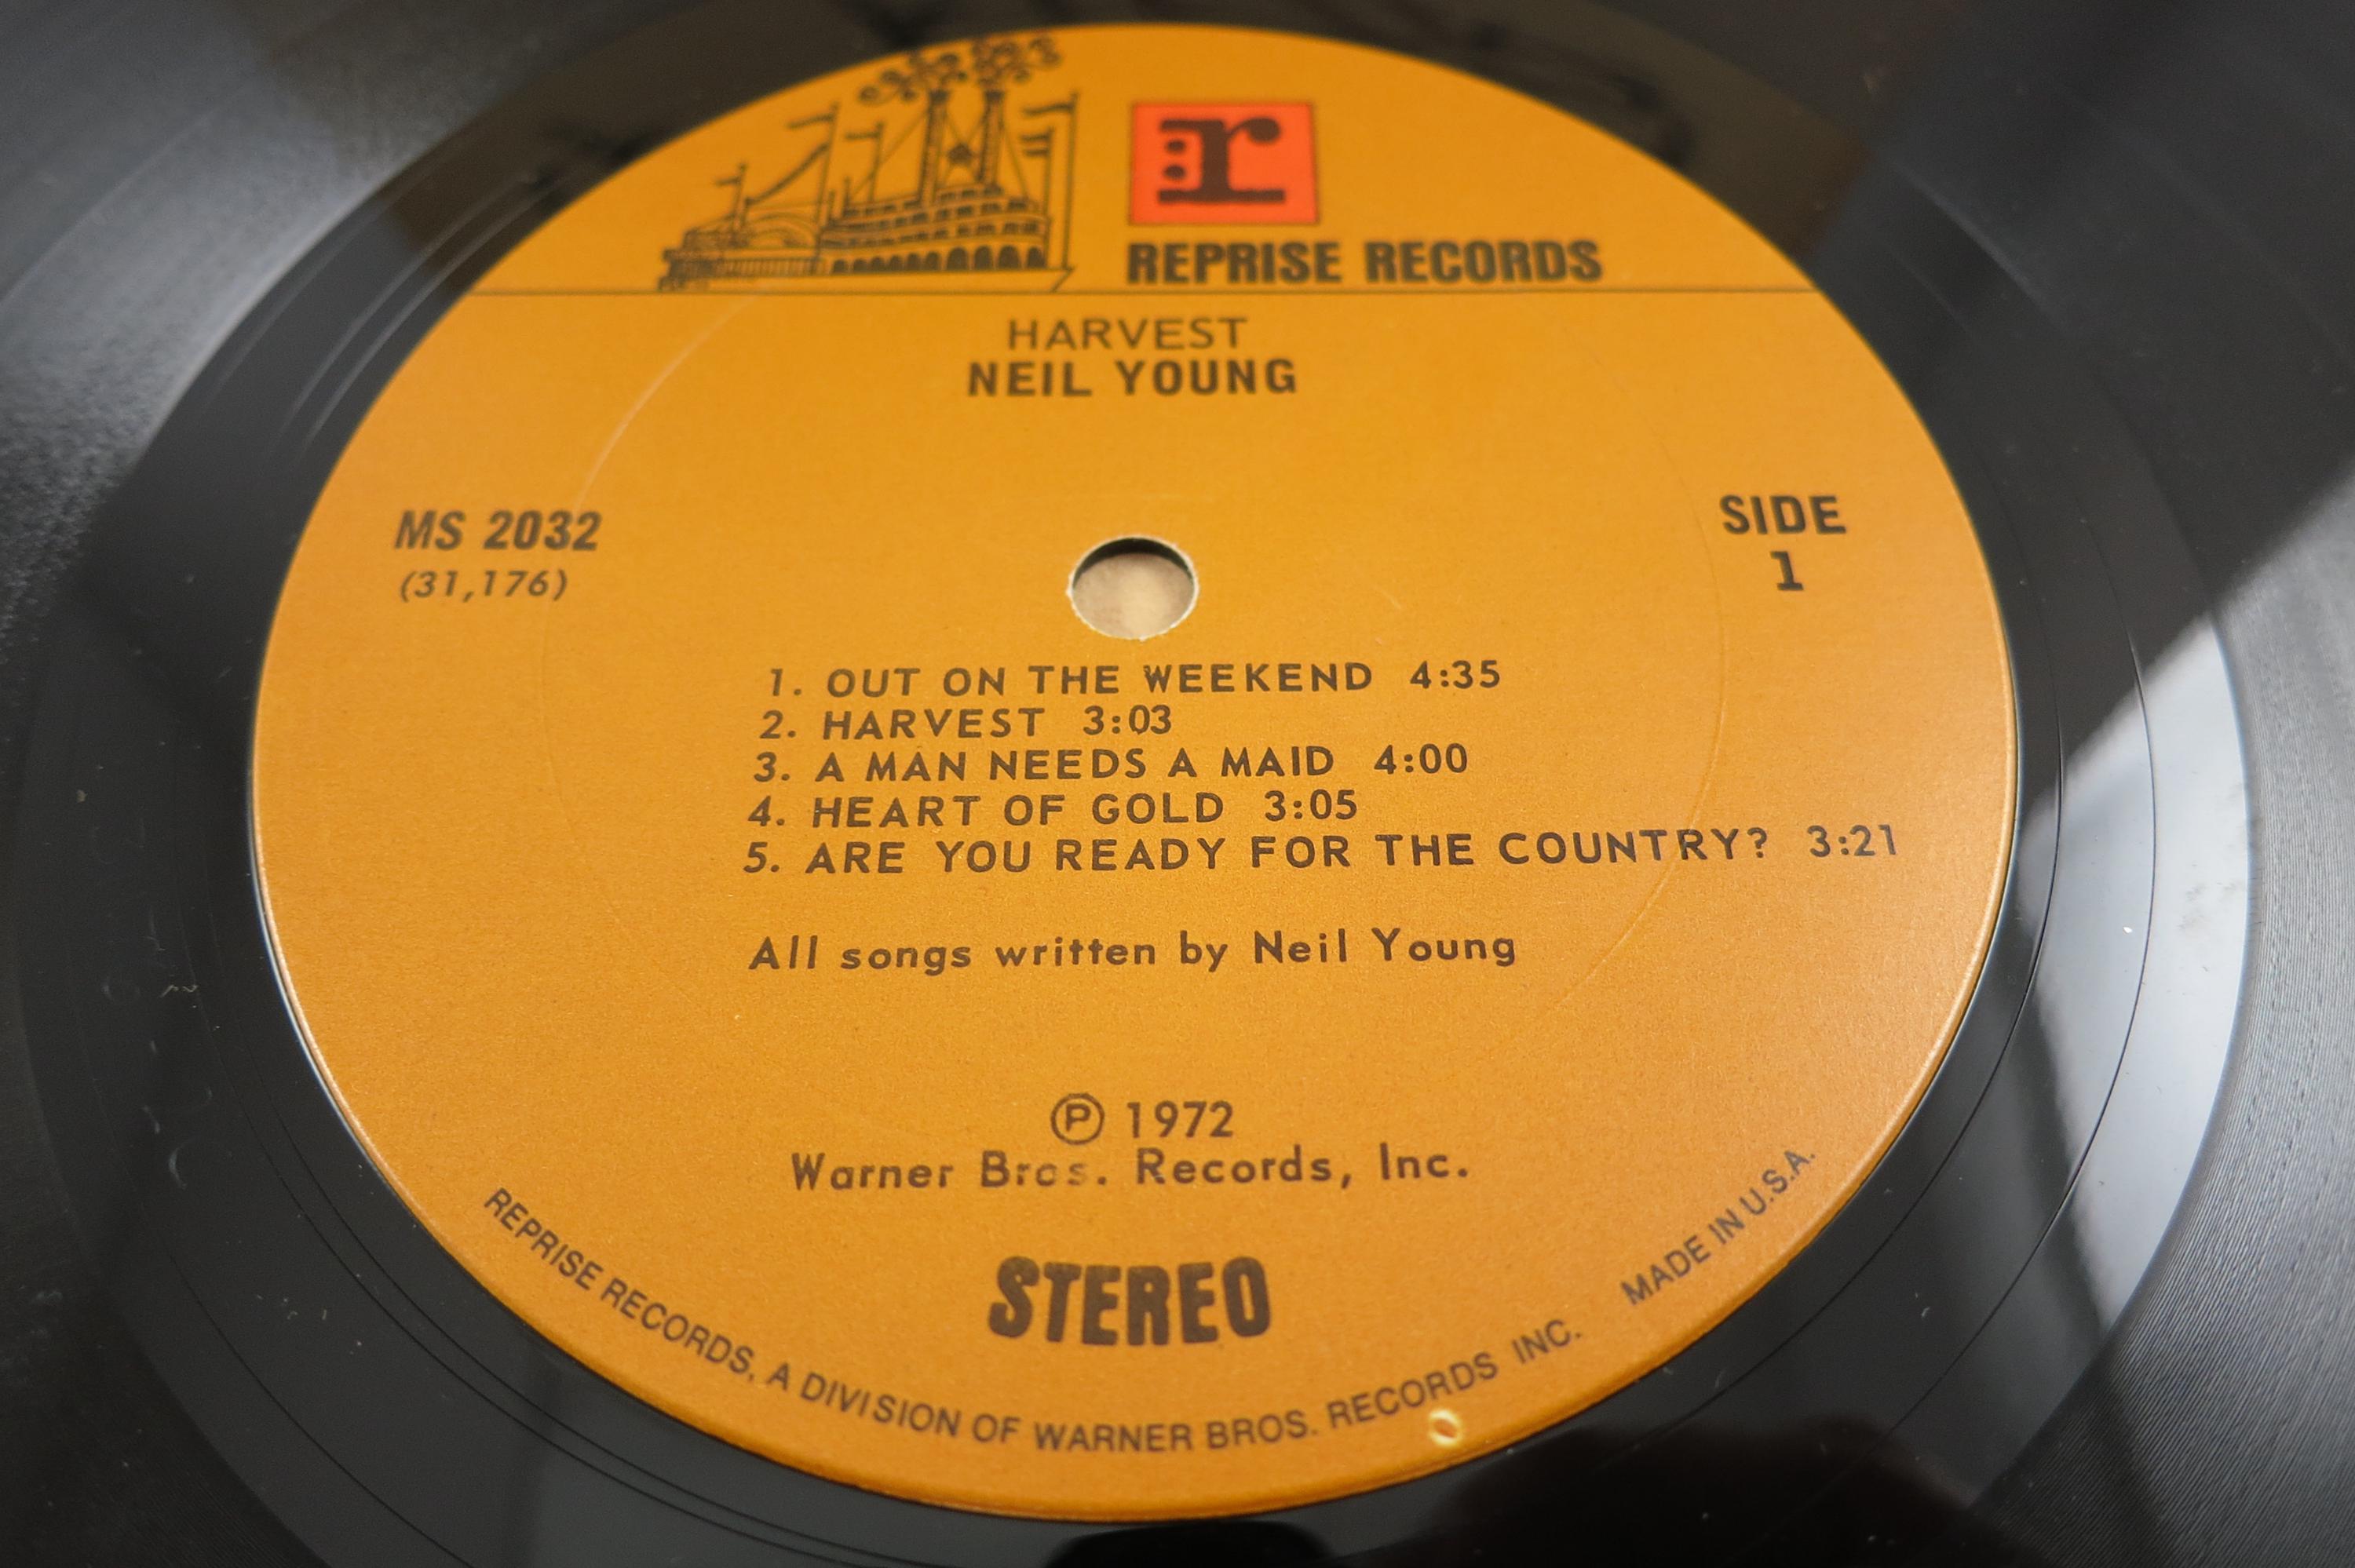 r:
REPRISE RECORDS
HARVEST
NEIL YOUNG
MS 2032
(31,176)
SIDE
1
1. OUT ON THE WEEKEND 4:35
2. HARVEST 3:03
3. A MAN NEEDS A MAID 4:00
4. HEART OF GOLD 3:05
5. ARE YOU READY FOR THE COUNTRY? 3:21
All songs written by Neil Young
Ⓟ 1972
Warner Bros. Records, Inc.
STEREO
REPRISE RECORDS, A DIVISION OF WARNER BROS. RECORDS INC. MADE IN U.S.A.